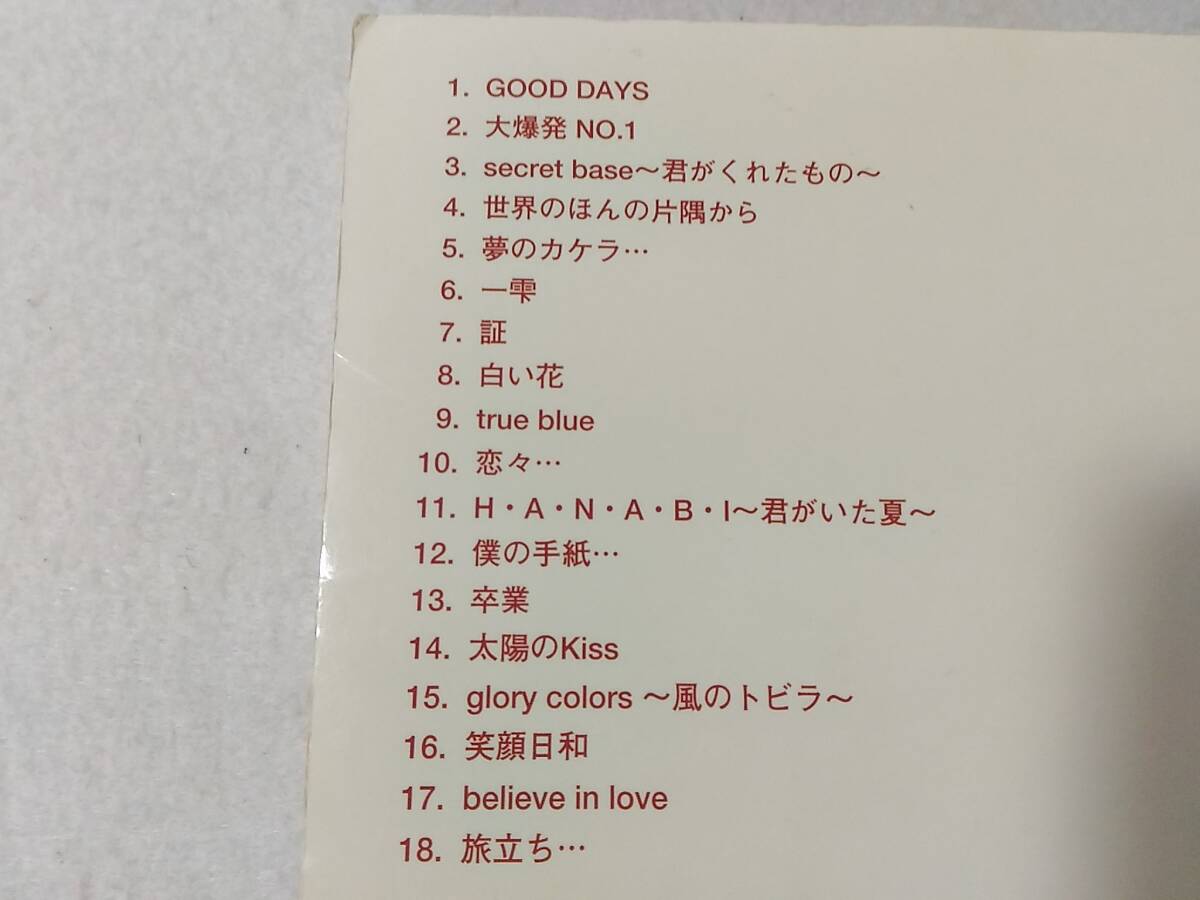 1. GOOD DAYS
2. 大爆発 NO.1
3. secret base〜君がくれたもの〜
4. 世界のほんの片隅から
5. 夢のカケラ…
6. 一雫
7. 証
8. 白い花
9. true blue
10. 恋々…
11. H・A・N・A・B・I〜君がいた夏〜
12. 僕の手紙…
13. 卒業
14. 太陽のKiss
15. glory colors 〜風のトビラ〜
16. 笑顔日和
17. believe in love
18. 旅立ち…